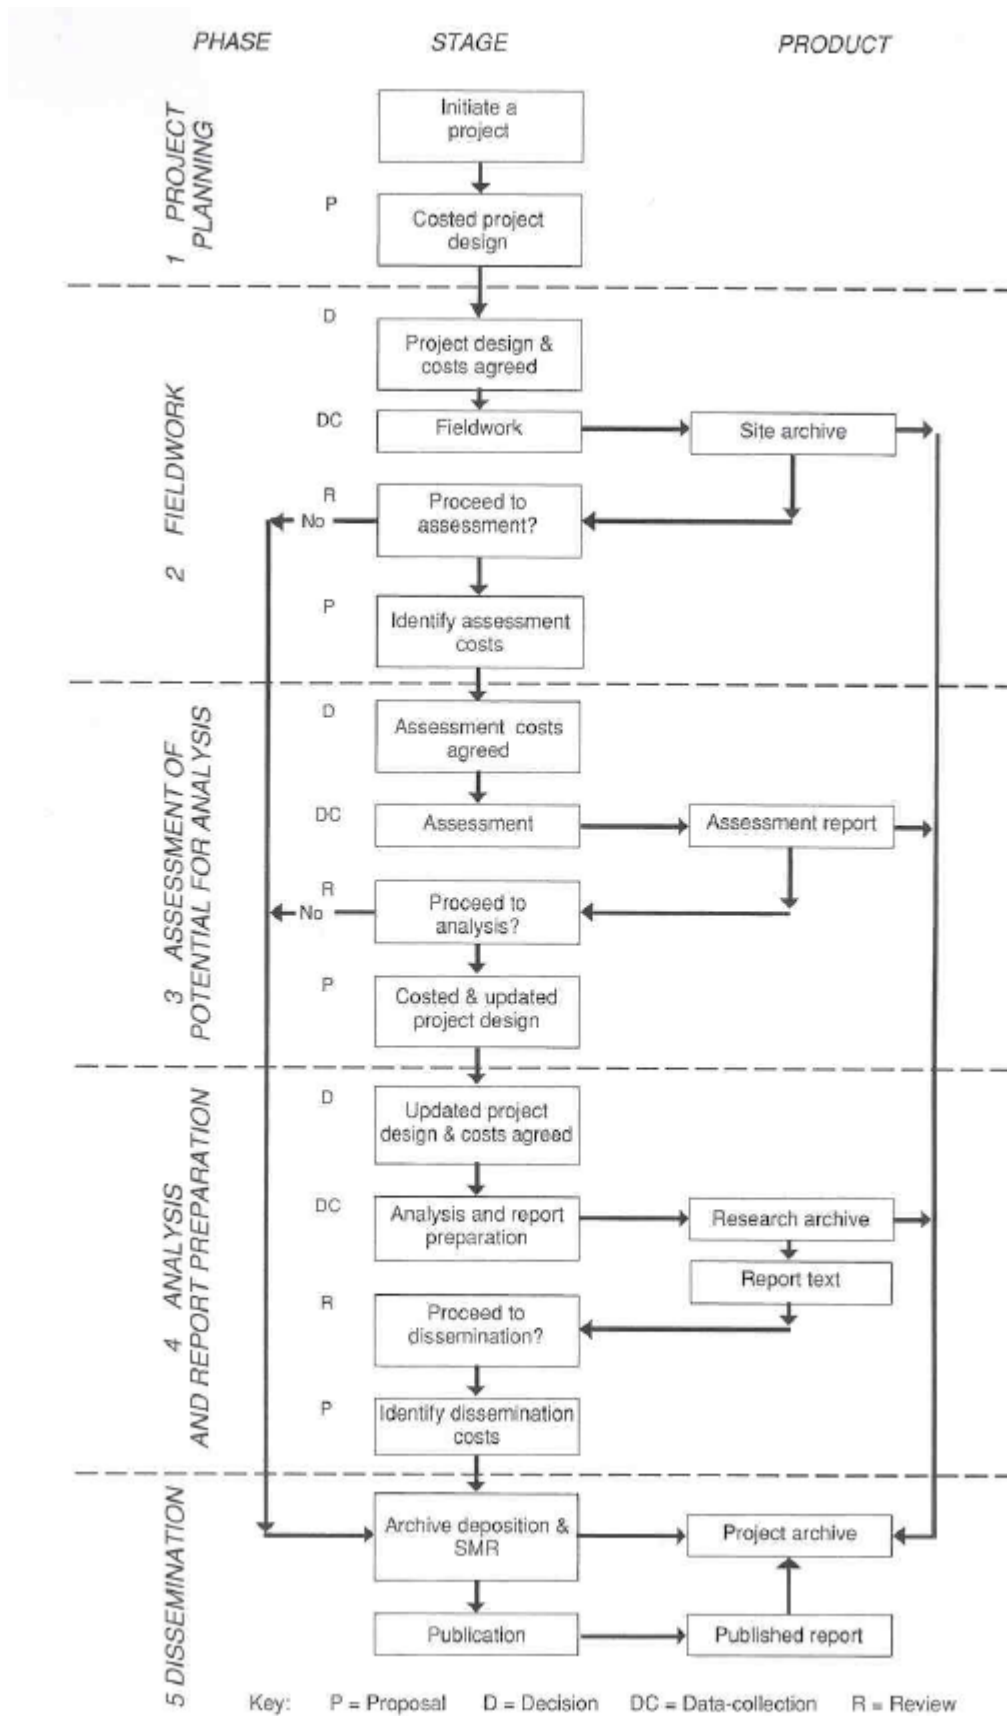 PHASE
STAGE
PRODUCT
1 PROJECT
PLANNING
Initiate a
project
P
Costed project
design
2 FIELDWORK
D
Project design &
costs agreed
DC
Fieldwork
Site archive
R
No
Proceed to
assessment?
P
Identify assessment
costs
3 ASSESSMENT OF
POTENTIAL FOR ANALYSIS
D
Assessment costs
agreed
DC
Assessment
Assessment report
R
No
Proceed to
analysis?
P
Costed & updated
project design
4 ANALYSIS
AND REPORT PREPARATION
D
Updated project
design & costs agreed
DC
Analysis and report
preparation
Research archive
Report text
R
Proceed to
dissemination?
P
Identify dissemination
costs
5 DISSEMINATION
Archive deposition &
SMR
Project archive
Publication
Published report
Key: P = Proposal D = Decision DC = Data-collection R = Review